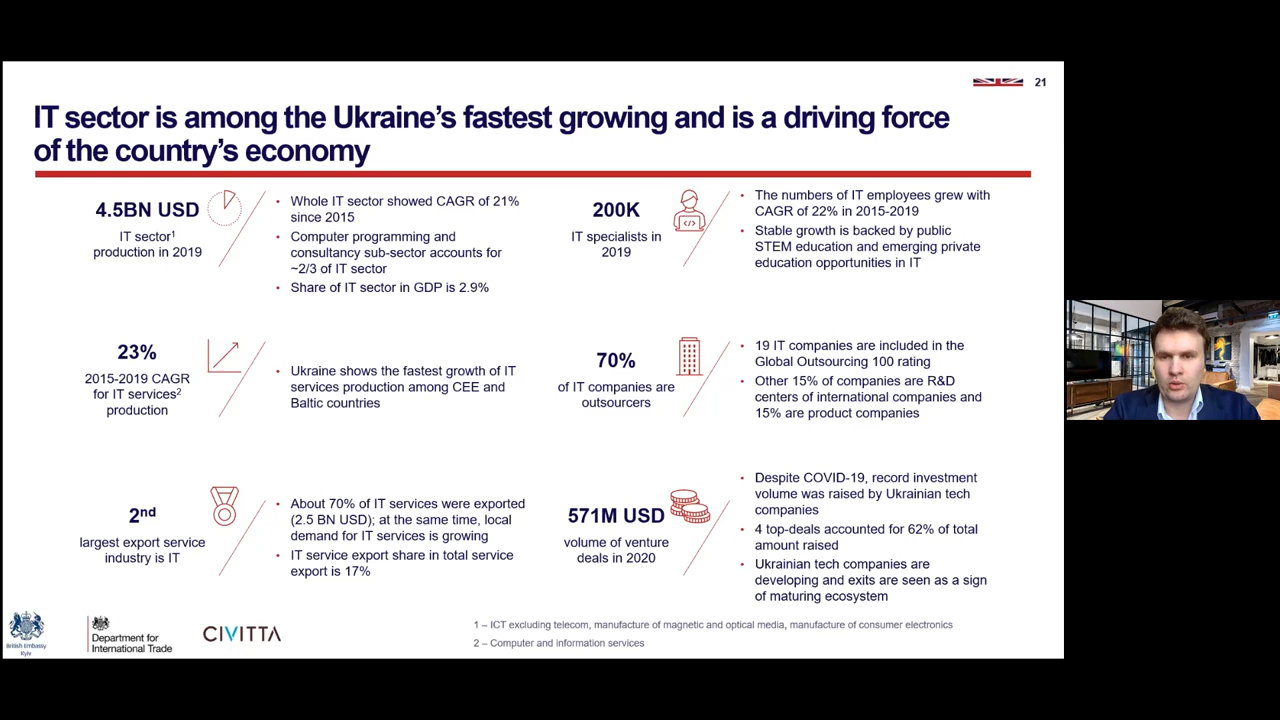 21
IT sector is among the Ukraine's fastest growing and is a driving force
of the country's economy
4.5BN USD
IT sector1
production in 2019
• Whole IT sector showed CAGR of 21%
since 2015
• Computer programming and
consultancy sub-sector accounts for
~2/3 of IT sector
• Share of IT sector in GDP is 2.9%
200K
IT specialists in
2019
• The numbers of IT employees grew with
CAGR of 22% in 2015-2019
• Stable growth is backed by public
STEM education and emerging private
education opportunities in IT
23%
2015-2019 CAGR
for IT services2
production
• Ukraine shows the fastest growth of IT
services production among CEE and
Baltic countries
70%
of IT companies are
outsourcers
• 19 IT companies are included in the
Global Outsourcing 100 rating
• Other 15% of companies are R&D
centers of international companies and
15% are product companies
2nd
largest export service
industry is IT
• About 70% of IT services were exported
(2.5 BN USD); at the same time, local
demand for IT services is growing
• IT service export share in total service
export is 17%
571M USD
volume of venture
deals in 2020
• Despite COVID-19, record investment
volume was raised by Ukrainian tech
companies
• 4 top-deals accounted for 62% of total
amount raised
• Ukrainian tech companies are
developing and exits are seen as a sign
of maturing ecosystem
British Embassy
Kyiv
Department for
International Trade
CIVITTA
1 – ICT excluding telecom, manufacture of magnetic and optical media, manufacture of consumer electronics
2 – Computer and information services